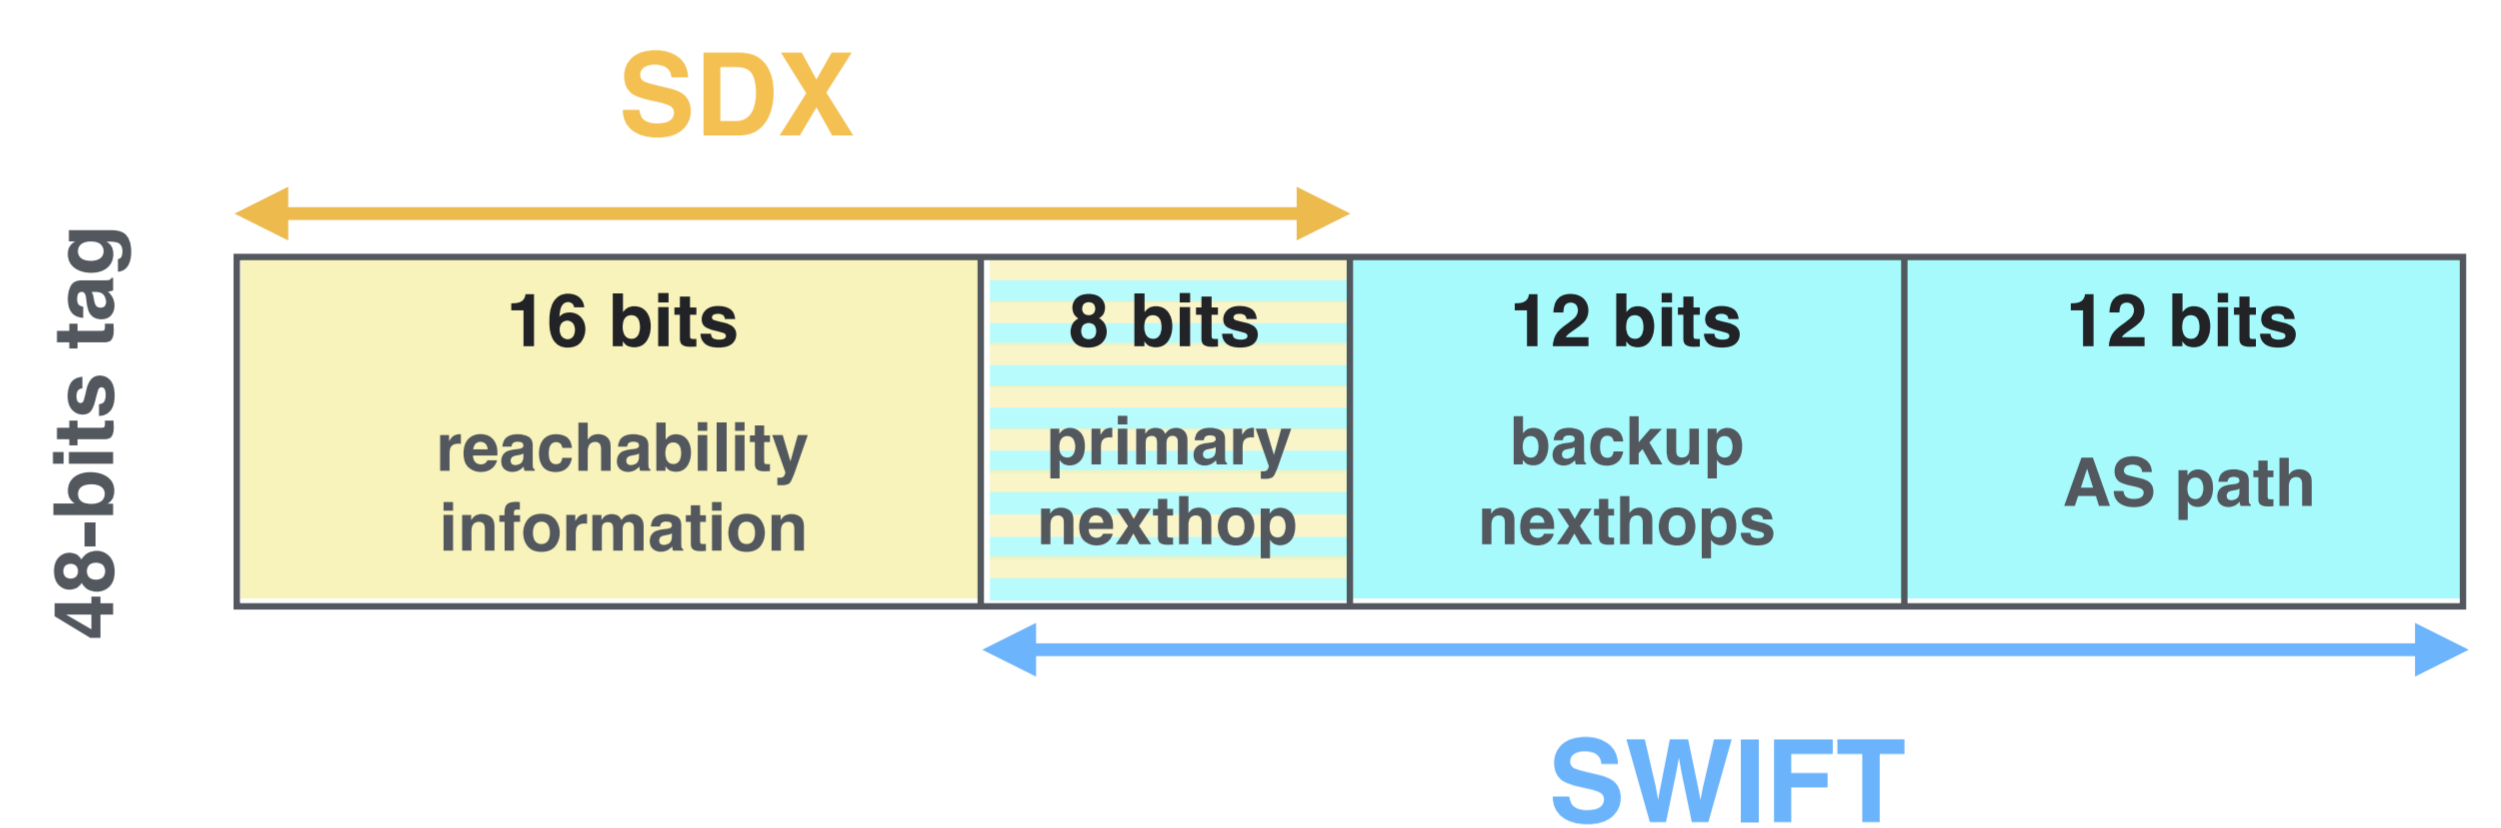 SDX
48-bits tag
16 bits
reachability
information
8 bits
primary
nexthop
12 bits
backup
nexthops
12 bits
AS path
SWIFT